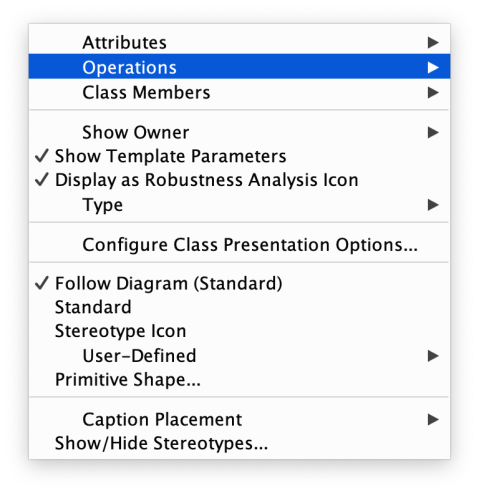 Attributes
Operations
Class Members
Show Owner
Show Template Parameters
Display as Robustness Analysis Icon
Type
Configure Class Presentation Options...
Follow Diagram (Standard)
Standard
Stereotype Icon
User-Defined
Primitive Shape...
Caption Placement
Show/Hide Stereotypes...